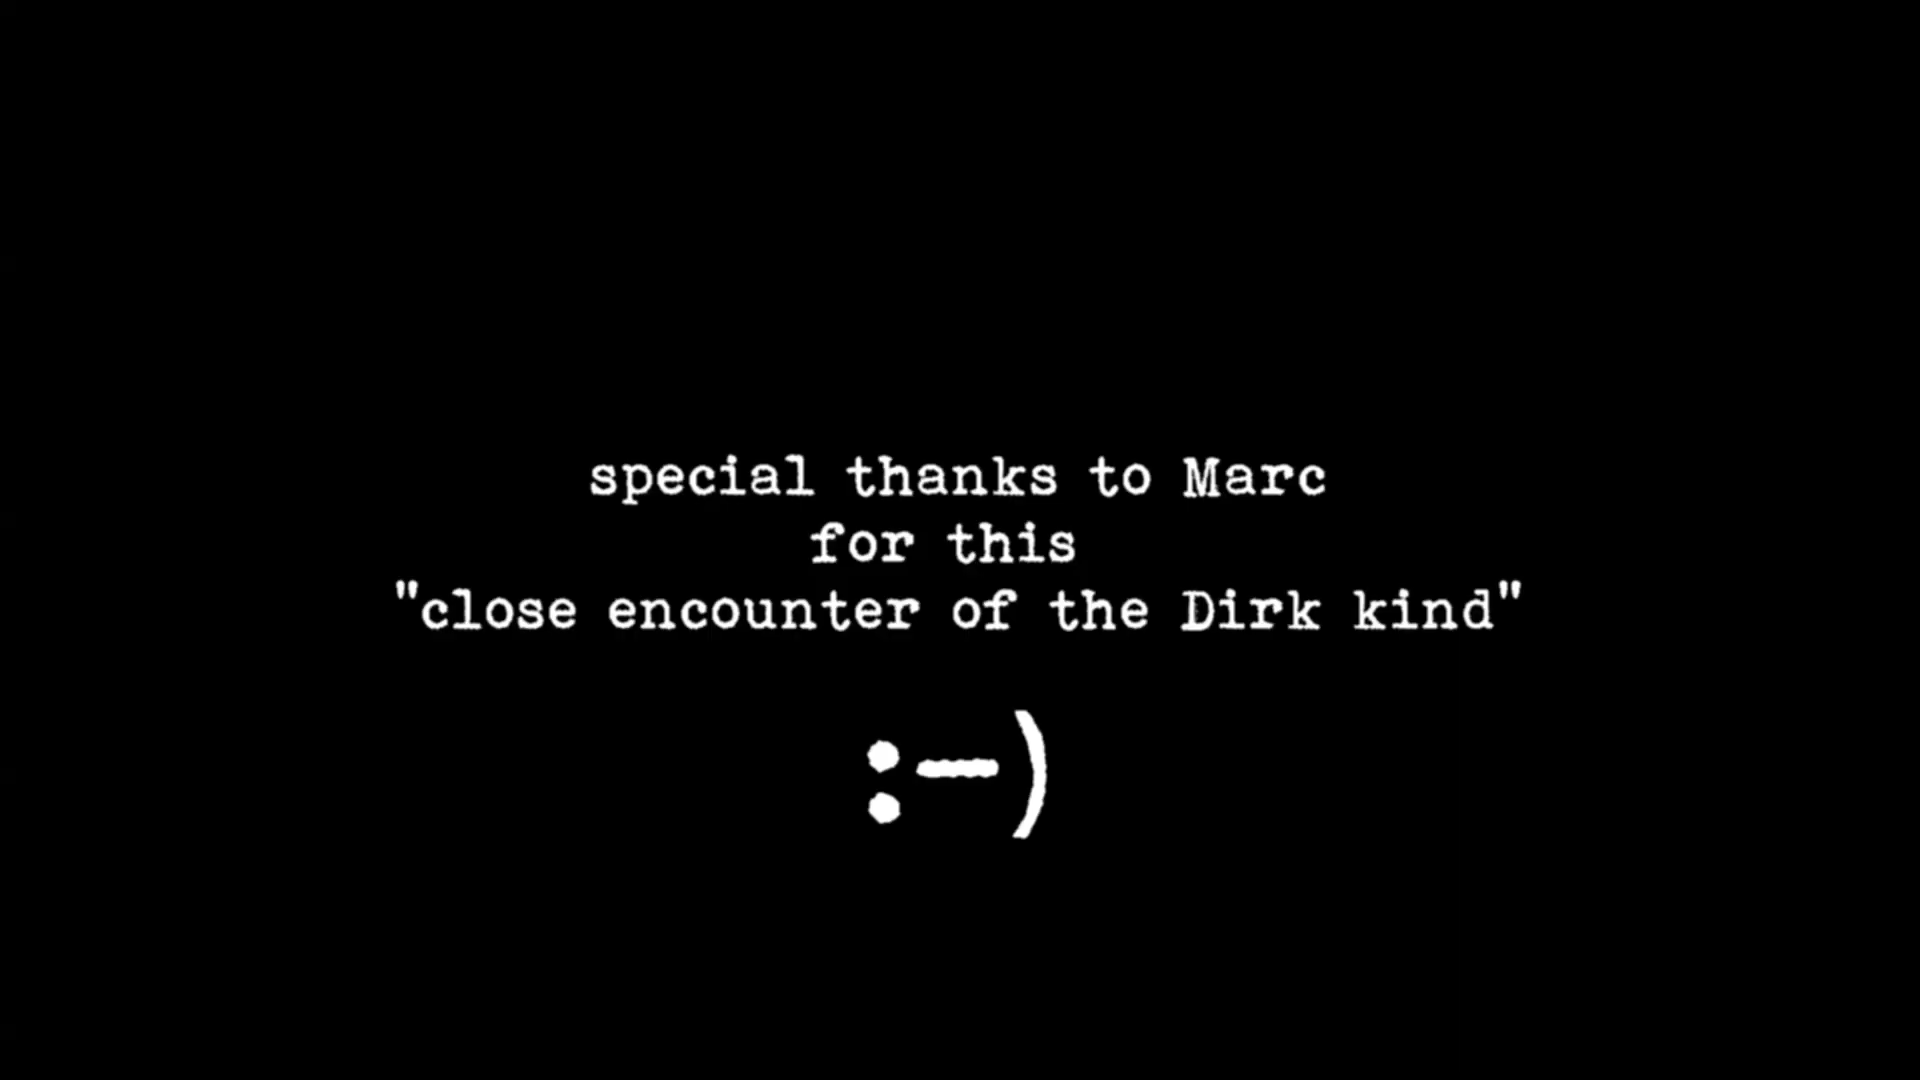 special thanks to Marc
for this
"close encounter of the Dirk kind"
:-)